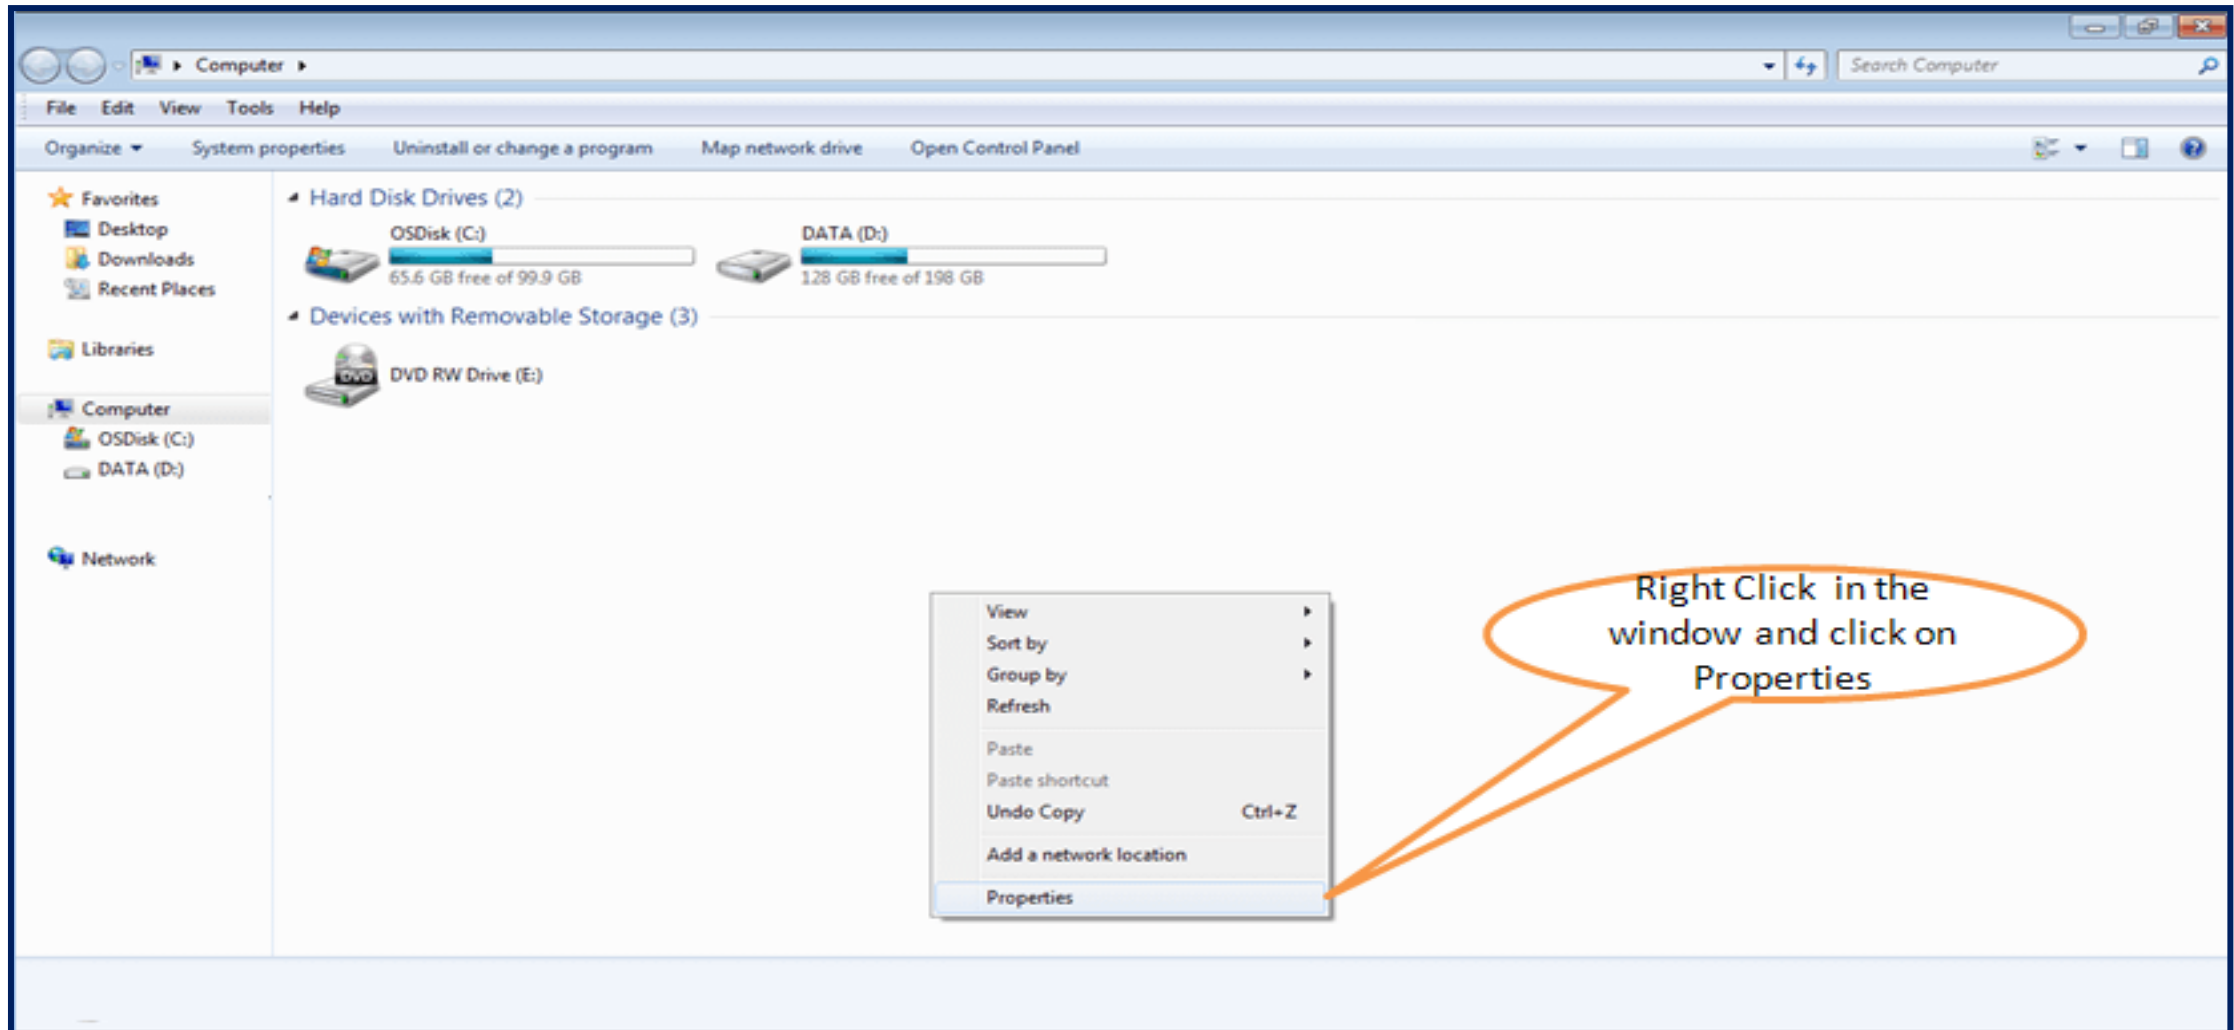 Computer
Search Computer
File Edit View Tools Help
Organize System properties Uninstall or change a program Map network drive Open Control Panel
Favorites
Desktop
Downloads
Recent Places
Libraries
Computer
OSDisk (C:)
DATA (D:)
Network
Hard Disk Drives (2)
OSDisk (C:)
65.6 GB free of 99.9 GB
DATA (D:)
128 GB free of 198 GB
Devices with Removable Storage (3)
DVD
DVD RW Drive (E:)
View
Sort by
Group by
Refresh
Paste
Paste shortcut
Undo Copy Ctrl+Z
Add a network location
Properties
Right Click in the
window and click on
Properties